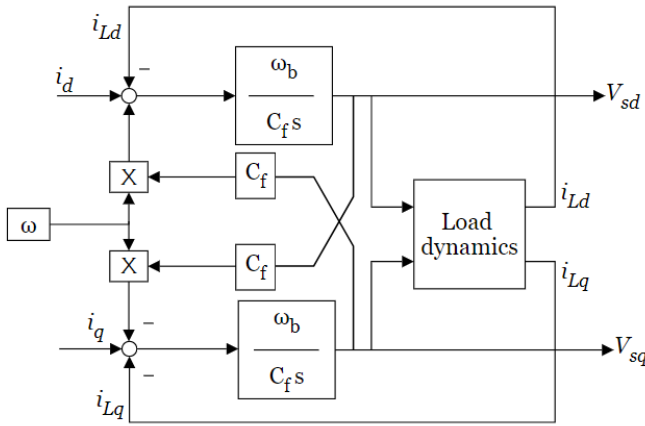 i_Ld
−
i_d
ω_b
C_f s
V_sd
X
C_f
ω
Load
dynamics
i_Ld
X
C_f
i_Lq
i_q
−
ω_b
C_f s
V_sq
−
i_Lq